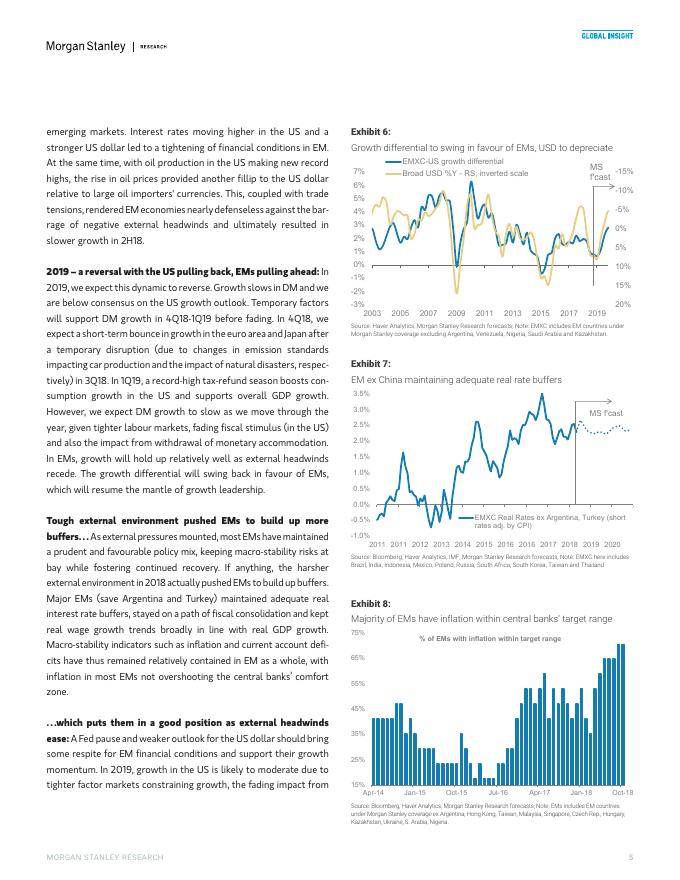 GLOBAL INSIGHT
Morgan Stanley | RESEARCH
emerging markets. Interest rates moving higher in the US and a
stronger US dollar led to a tightening of financial conditions in EM.
At the same time, with oil production in the US making new record
highs, the rise in oil prices provided another fillip to the US dollar
relative to large oil importers' currencies. This, coupled with trade
tensions, rendered EM economies nearly defenseless against the bar-
rage of negative external headwinds and ultimately resulted in
slower growth in 2H18.
2019 – a reversal with the US pulling back, EMs pulling ahead: In
2019, we expect this dynamic to reverse. Growth slows in DM and we
are below consensus on the US growth outlook. Temporary factors
will support DM growth in 4Q18-1Q19 before fading. In 4Q18, we
expect a short-term bounce in growth in the euro area and Japan after
a temporary disruption (due to changes in emission standards
impacting car production and the impact of natural disasters, respec-
tively) in 3Q18. In 1Q19, a record-high tax-refund season boosts con-
sumption growth in the US and supports overall GDP growth.
However, we expect DM growth to slow as we move through the
year, given tighter labour markets, fading fiscal stimulus (in the US)
and also the impact from withdrawal of monetary accommodation.
In EMs, growth will hold up relatively well as external headwinds
recede. The growth differential will swing back in favour of EMs,
which will resume the mantle of growth leadership.
Tough external environment pushed EMs to build up more
buffers... As external pressures mounted, most EMs have maintained
a prudent and favourable policy mix, keeping macro-stability risks at
bay while fostering continued recovery. If anything, the harsher
external environment in 2018 actually pushed EMs to build up buffers.
Major EMs (save Argentina and Turkey) maintained adequate real
interest rate buffers, stayed on a path of fiscal consolidation and kept
real wage growth trends broadly in line with real GDP growth.
Macro-stability indicators such as inflation and current account defi-
cits have thus remained relatively contained in EM as a whole, with
inflation in most EMs not overshooting the central banks' comfort
zone.
...which puts them in a good position as external headwinds
ease: A Fed pause and weaker outlook for the US dollar should bring
some respite for EM financial conditions and support their growth
momentum. In 2019, growth in the US is likely to moderate due to
tighter factor markets constraining growth, the fading impact from
Exhibit 6:
Growth differential to swing in favour of EMs, USD to depreciate
EMXC-US growth differential
Broad USD %Y - RS, inverted scale
MS
f'cast
7%
6%
5%
4%
3%
2%
1%
0%
-1%
-2%
-3%
-15%
-10%
-5%
0%
5%
10%
15%
20%
2003 2005 2007 2009 2011 2013 2015 2017 2019
Source: Haver Analytics, Morgan Stanley Research forecasts; Note: EMXC includes EM countries under
Morgan Stanley coverage excluding Argentina, Venezuela, Nigeria, Saudi Arabia and Kazakhstan.
Exhibit 7:
EM ex China maintaining adequate real rate buffers
3.5%
3.0%
2.5%
2.0%
1.5%
1.0%
0.5%
0.0%
-0.5%
-1.0%
MS f'cast
EMXC Real Rates ex Argentina, Turkey (short
rates adj. by CPI)
2011 2012 2013 2014 2015 2016 2017 2018 2019 2020
Source: Bloomberg, Haver Analytics, IMF, Morgan Stanley Research forecasts, Note: EMXC here includes
Brazil, India, Indonesia, Mexico, Poland, Russia, South Africa, South Korea, Taiwan and Thailand
Exhibit 8:
Majority of EMs have inflation within central banks' target range
% of EMs with inflation within target range
75%
65%
55%
45%
35%
25%
15%
Apr-14 Jan-15 Oct-15 Jul-16 Apr-17 Jan-18 Oct-18
Source: Bloomberg, Haver Analytics, Morgan Stanley Research forecasts; Note: EMs includes EM countries
under Morgan Stanley coverage ex Argentina, Hong Kong, Taiwan, Malaysia, Singapore, Czech Rep., Hungary,
Kazakhstan, Ukraine, S. Arabia, Nigeria.
MORGAN STANLEY RESEARCH
5